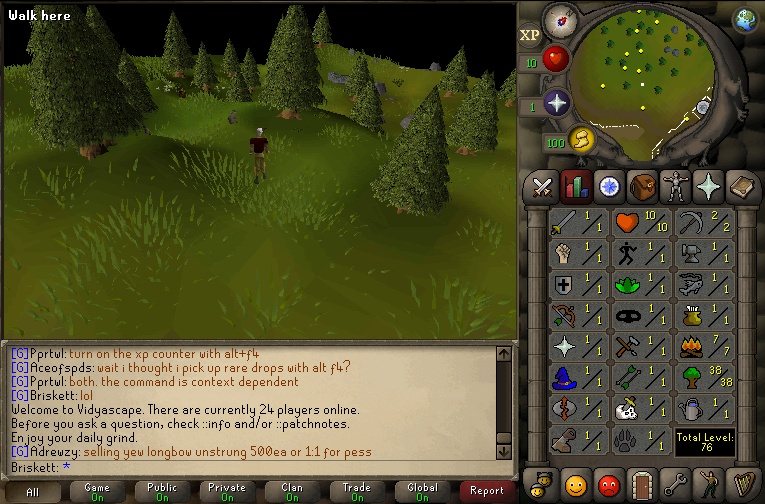 Walk here
XP
N
10
1
100
1 1 10 10 2 2
1 1 1 1 1 1
1 1 1 1 1 1
1 1 1 1 1 1
1 1 1 1 7 7
1 1 1 1 38 38
1 1 1 1 1 1
1 1 1 1 Total Level: 76
[G]Pprtwl: turn on the xp counter with alt+f4
[G]Aceofspds: wait i thought i pick up rare drops with alt f4?
[G]Pprtwl: both. the command is context dependent
[G]Briskett: lol
Welcome to Vidyascape. There are currently 24 players online.
Before you ask a question, check ::info and/or ::patchnotes.
Enjoy your daily grind.
[G]Adrewzy: selling yew longbow unstrung 500ea or 1:1 for pess
Briskett: *
All
Game On
Public On
Private On
Clan On
Trade On
Global On
Report